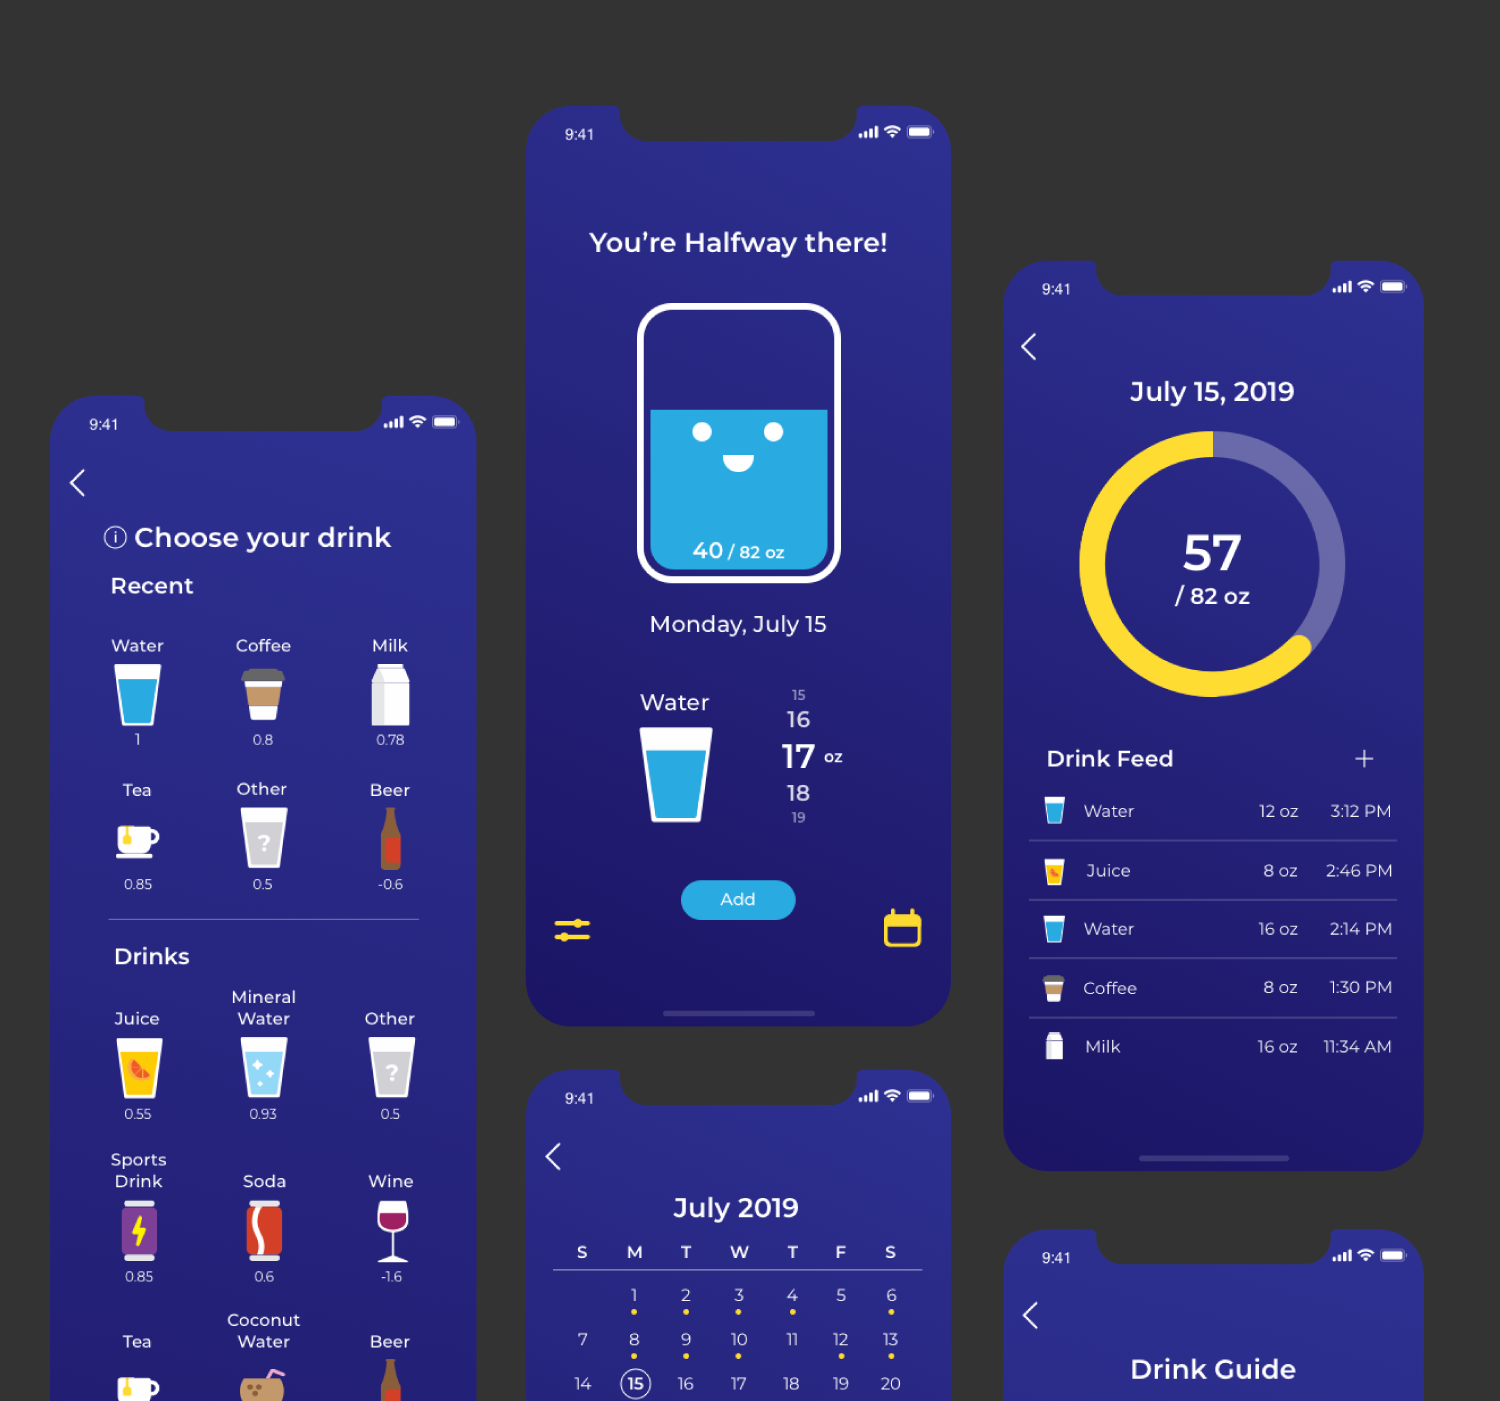 9:41
You're Halfway there!
40 / 82 oz
Monday, July 15
Water
15
16
17 oz
18
19
Add
9:41
July 15, 2019
57
/ 82 oz
Drink Feed +
Water 12 oz 3:12 PM
Juice 8 oz 2:46 PM
Water 16 oz 2:14 PM
Coffee 8 oz 1:30 PM
Milk 16 oz 11:34 AM
9:41
i Choose your drink
Recent
Water Coffee Milk
1 0.8 0.78
Tea Other Beer
?
0.85 0.5 -0.6
Drinks
Juice Mineral Water Other
?
0.55 0.93 0.5
Sports Drink Soda Wine
0.85 0.6 -1.6
Tea Coconut Water Beer
9:41
July 2019
S M T W T F S
1 2 3 4 5 6
7 8 9 10 11 12 13
14 15 16 17 18 19 20
9:41
Drink Guide